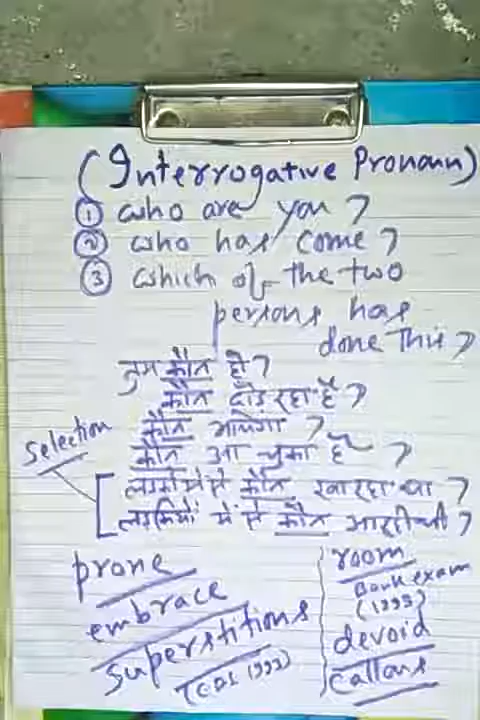 (Interrogative Pronoun)
① who are you ?
② who has come ?
③ which of the two
persons has
done this ?
तुम कौन हो ?
कौन दौड़ रहा है ?
कौन आयेगा ?
कौन आ चुका है ?
Selection
लड़कों में से कौन खा रहा था ?
लड़कियों में से कौन आ रही थी ?
prone
embrace
superstitions
(CDS 1993)
room
Bank exam
(1993)
devoid
callous